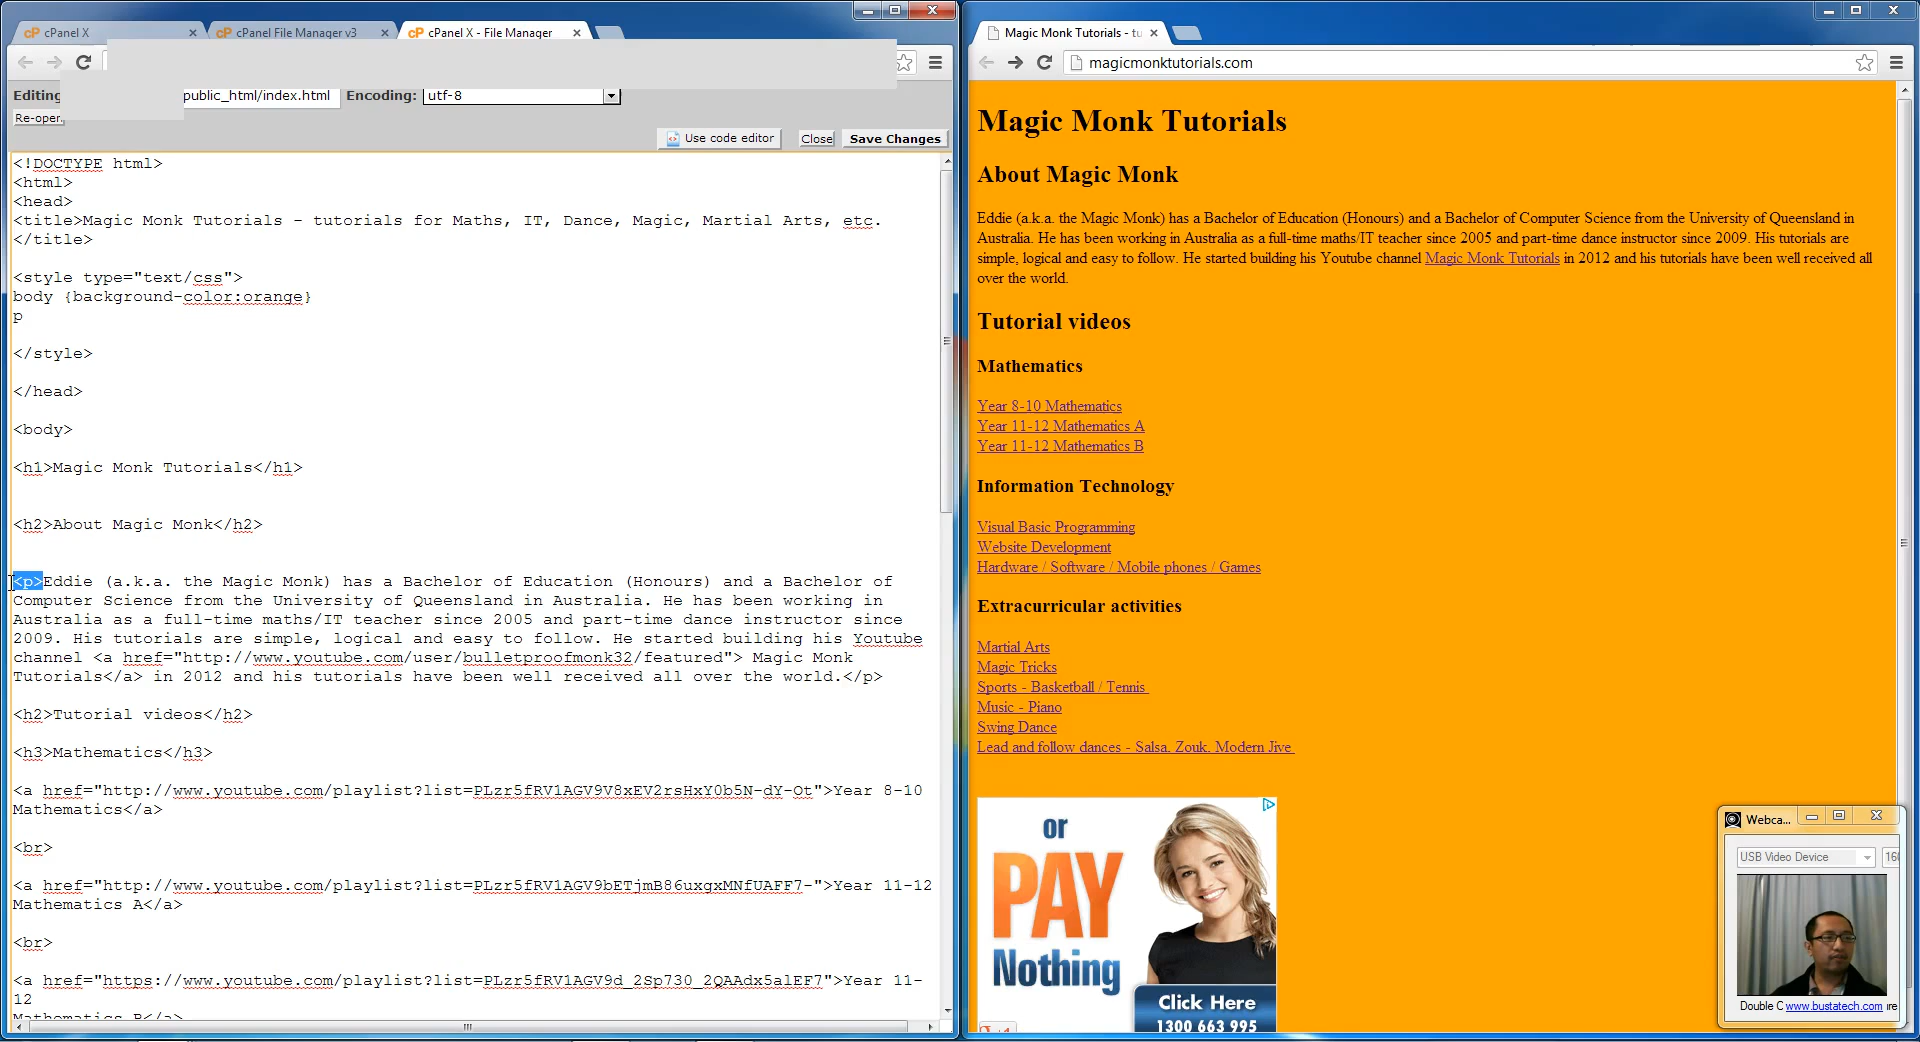 cPanel X
cPanel File Manager v3
cPanel X - File Manager
Editing
public_html/index.html
Encoding:
utf-8
Re-open
Use code editor
Close
Save Changes
<!DOCTYPE html>
<html>
<head>
<title>Magic Monk Tutorials - tutorials for Maths, IT, Dance, Magic, Martial Arts, etc.
</title>
<style type="text/css">
body {background-color:orange}
p
</style>
</head>
<body>
<h1>Magic Monk Tutorials</h1>
<h2>About Magic Monk</h2>
<p>Eddie (a.k.a. the Magic Monk) has a Bachelor of Education (Honours) and a Bachelor of
Computer Science from the University of Queensland in Australia. He has been working in
Australia as a full-time maths/IT teacher since 2005 and part-time dance instructor since
2009. His tutorials are simple, logical and easy to follow. He started building his Youtube
channel <a href="http://www.youtube.com/user/bulletproofmonk32/featured"> Magic Monk
Tutorials</a> in 2012 and his tutorials have been well received all over the world.</p>
<h2>Tutorial videos</h2>
<h3>Mathematics</h3>
<a href="http://www.youtube.com/playlist?list=PLzr5fRV1AGV9V8xEV2rsHxY0b5N-dY-Ot">Year 8-10
Mathematics</a>
<br>
<a href="http://www.youtube.com/playlist?list=PLzr5fRV1AGV9bETjmB86uxgxMNfUAFF7-">Year 11-12
Mathematics A</a>
<br>
<a href="https://www.youtube.com/playlist?list=PLzr5fRV1AGV9d_2Sp730_2QAAdx5alEF7">Year 11-
12
Mathematics B</a>
Magic Monk Tutorials - tu
magicmonktutorials.com
Magic Monk Tutorials
About Magic Monk
Eddie (a.k.a. the Magic Monk) has a Bachelor of Education (Honours) and a Bachelor of Computer Science from the University of Queensland in
Australia. He has been working in Australia as a full-time maths/IT teacher since 2005 and part-time dance instructor since 2009. His tutorials are
simple, logical and easy to follow. He started building his Youtube channel Magic Monk Tutorials in 2012 and his tutorials have been well received all
over the world.
Tutorial videos
Mathematics
Year 8-10 Mathematics
Year 11-12 Mathematics A
Year 11-12 Mathematics B
Information Technology
Visual Basic Programming
Website Development
Hardware / Software / Mobile phones / Games
Extracurricular activities
Martial Arts
Magic Tricks
Sports - Basketball / Tennis
Music - Piano
Swing Dance
Lead and follow dances - Salsa, Zouk, Modern Jive
or
PAY
Nothing
Click Here
1300 663 995
Webca...
USB Video Device
160
Double C www.bustatech.com ire